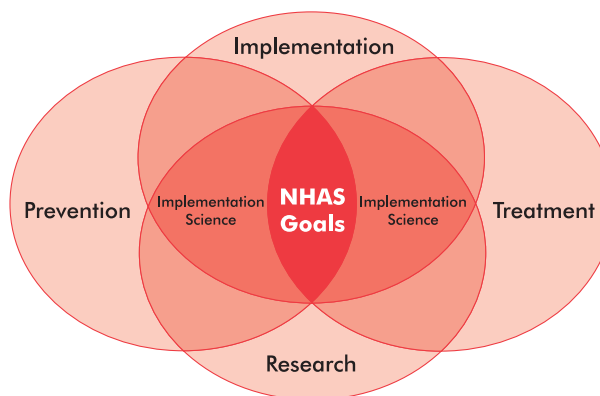 Implementation
Prevention
Implementation
Science
NHAS
Goals
Implementation
Science
Treatment
Research